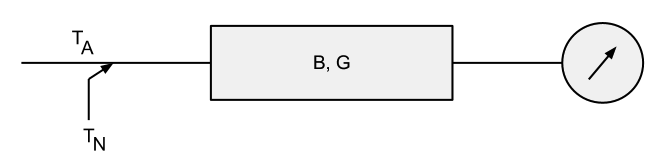 T_A
B, G
T_N